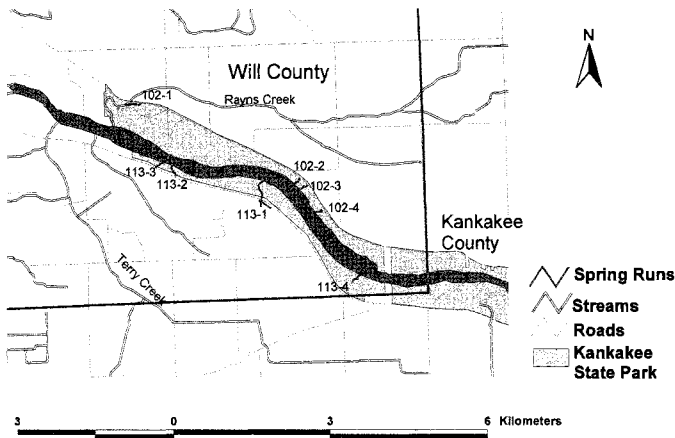 N
Will County
102-1
Rayns Creek
102-2
113-3
102-3
113-2
113-1
102-4
Kankakee
County
Terry Creek
113-4
Spring Runs
Streams
Roads
Kankakee
State Park
3 0 3 6 Kilometers